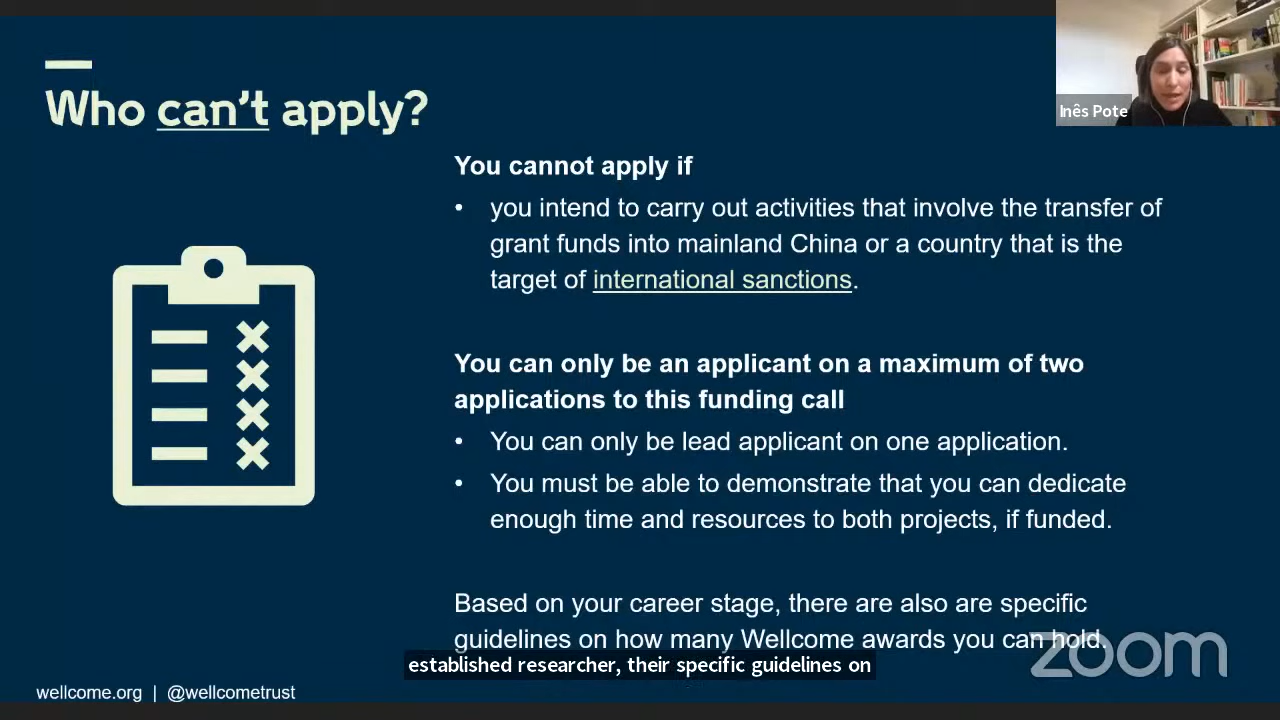 Who can't apply?
Inês Pote
You cannot apply if
• you intend to carry out activities that involve the transfer of
grant funds into mainland China or a country that is the
target of international sanctions.
You can only be an applicant on a maximum of two
applications to this funding call
• You can only be lead applicant on one application.
• You must be able to demonstrate that you can dedicate
enough time and resources to both projects, if funded.
Based on your career stage, there are also are specific
guidelines on how many Wellcome awards you can hold.
established researcher, their specific guidelines on
zoom
wellcome.org | @wellcometrust